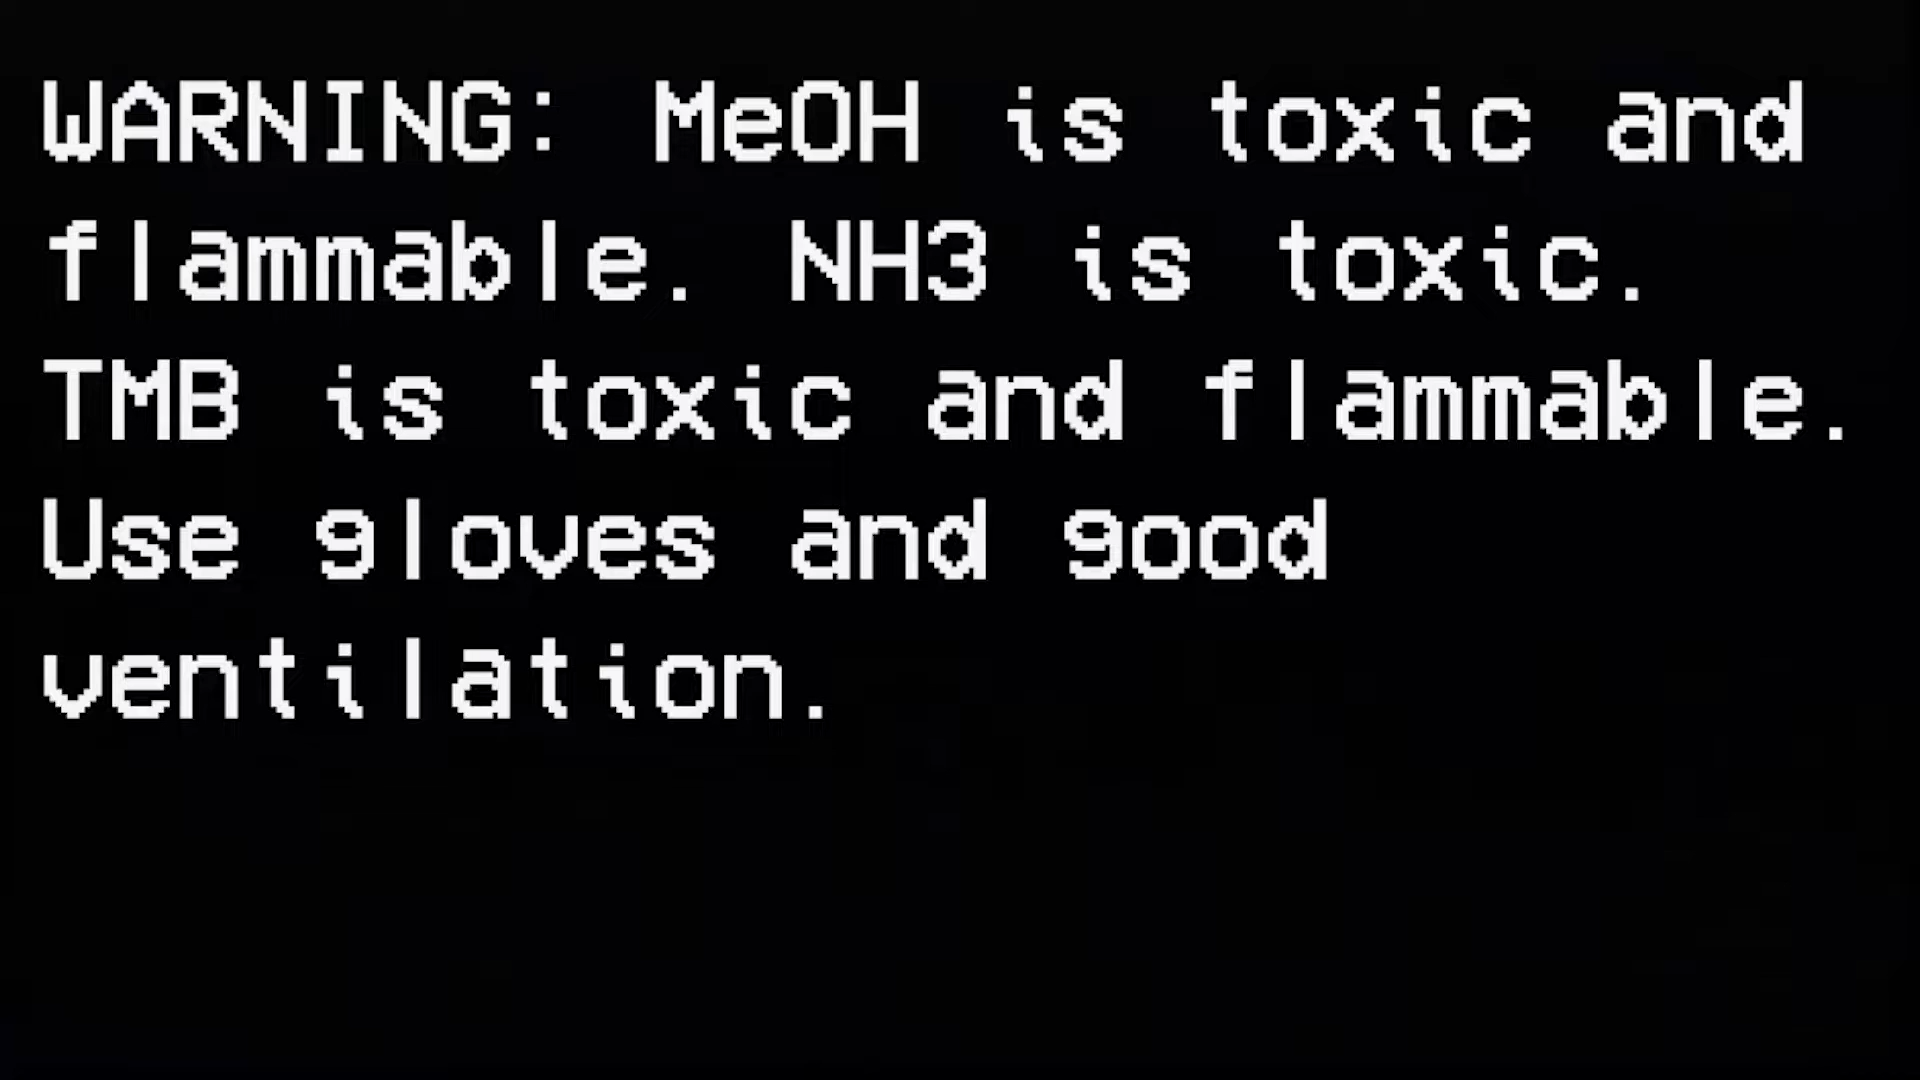 WARNING: MeOH is toxic and
flammable. NH3 is toxic.
TMB is toxic and flammable.
Use gloves and good
ventilation.